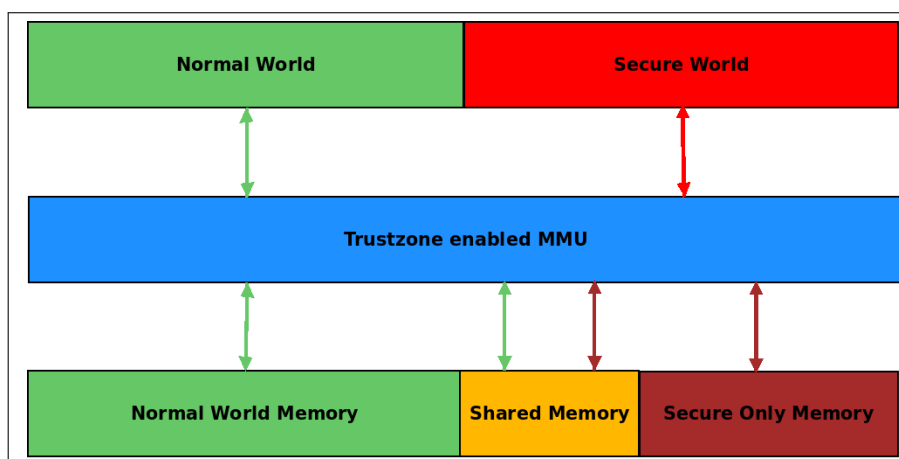 Normal World
Secure World
Trustzone enabled MMU
Normal World Memory
Shared Memory
Secure Only Memory